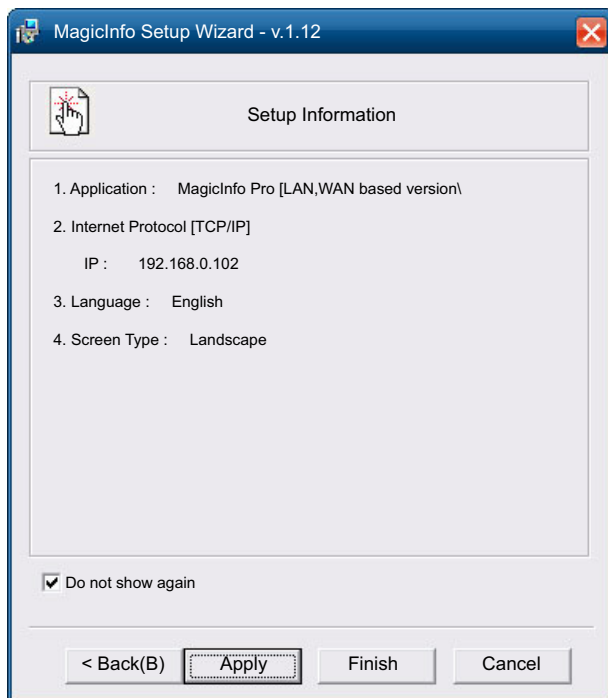 MagicInfo Setup Wizard - v.1.12
Setup Information
1. Application : MagicInfo Pro [LAN,WAN based version\
2. Internet Protocol [TCP/IP]
IP : 192.168.0.102
3. Language : English
4. Screen Type : Landscape
Do not show again
< Back(B) Apply Finish Cancel